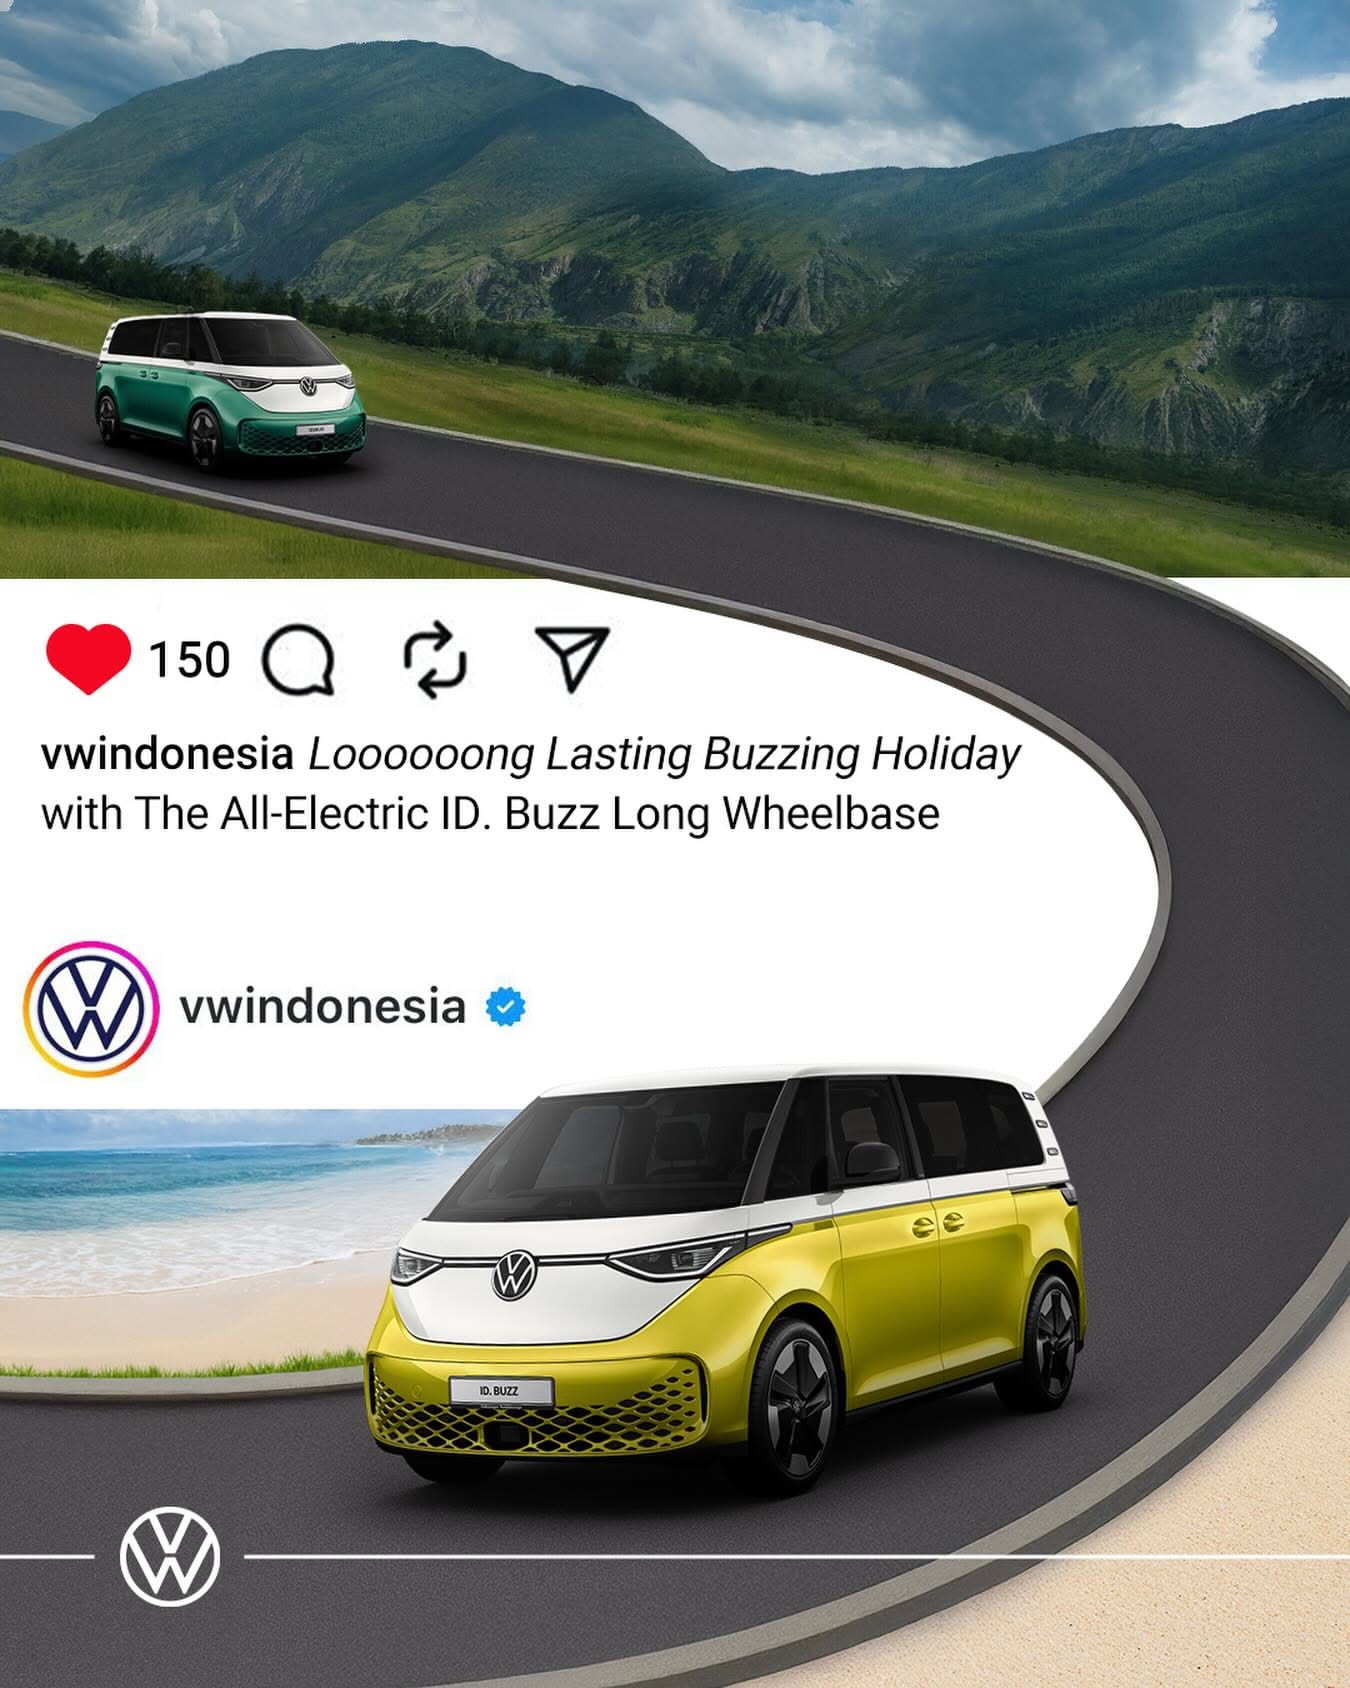 150
vwindonesia Loooooong Lasting Buzzing Holiday
with The All-Electric ID. Buzz Long Wheelbase
vwindonesia
ID. BUZZ